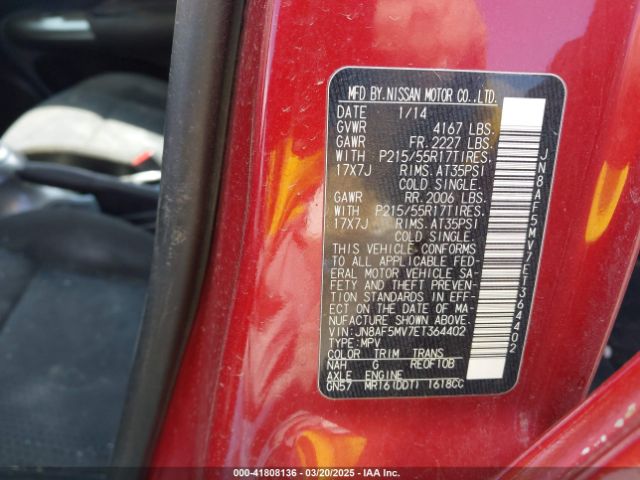 MFD BY.NISSAN MOTOR CO.,LTD.
DATE 1/14
GVWR 4167 LBS.
GAWR FR.2227 LBS.
WITH P215/55R17TIRES,
17X7J RIMS.AT35PSI
COLD SINGLE.
GAWR RR.2006 LBS.
WITH P215/55R17TIRES,
17X7J RIMS.AT35PSI
COLD SINGLE.
THIS VEHICLE CONFORMS
TO ALL APPLICABLE FED-
ERAL MOTOR VEHICLE SA-
FETY AND THEFT PREVEN-
TION STANDARDS IN EFF-
ECT ON THE DATE OF MA-
NUFACTURE SHOWN ABOVE.
VIN:JN8AF5MV7ET364402
TYPE:MPV
COLOR TRIM TRANS
NAH G RE0F10B
AXLE ENGINE
GN57 MR16(DDT) 1618CC
JN8AF5MV7ET364402
000-41808136 - 03/20/2025 - IAA Inc.